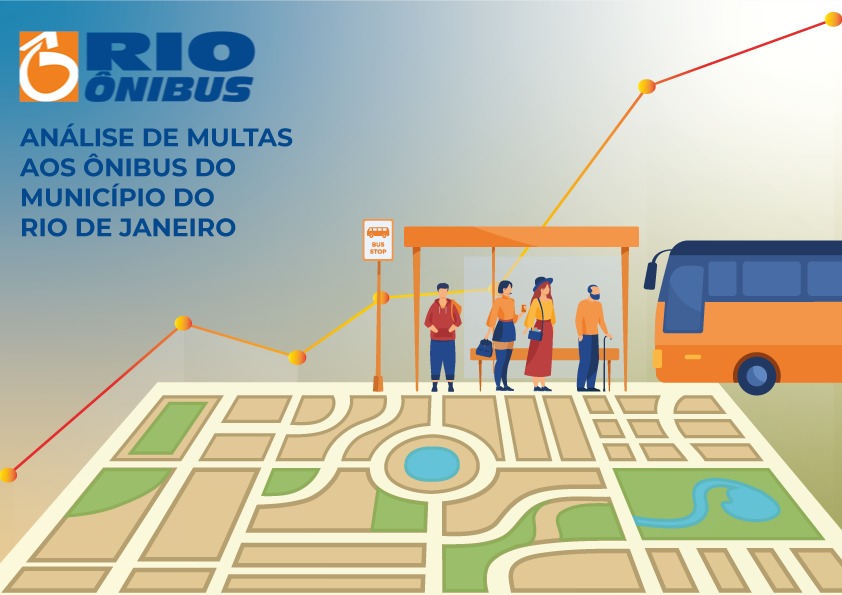 RIO
ÔNIBUS
ANÁLISE DE MULTAS
AOS ÔNIBUS DO
MUNICÍPIO DO
RIO DE JANEIRO
BUS
STOP